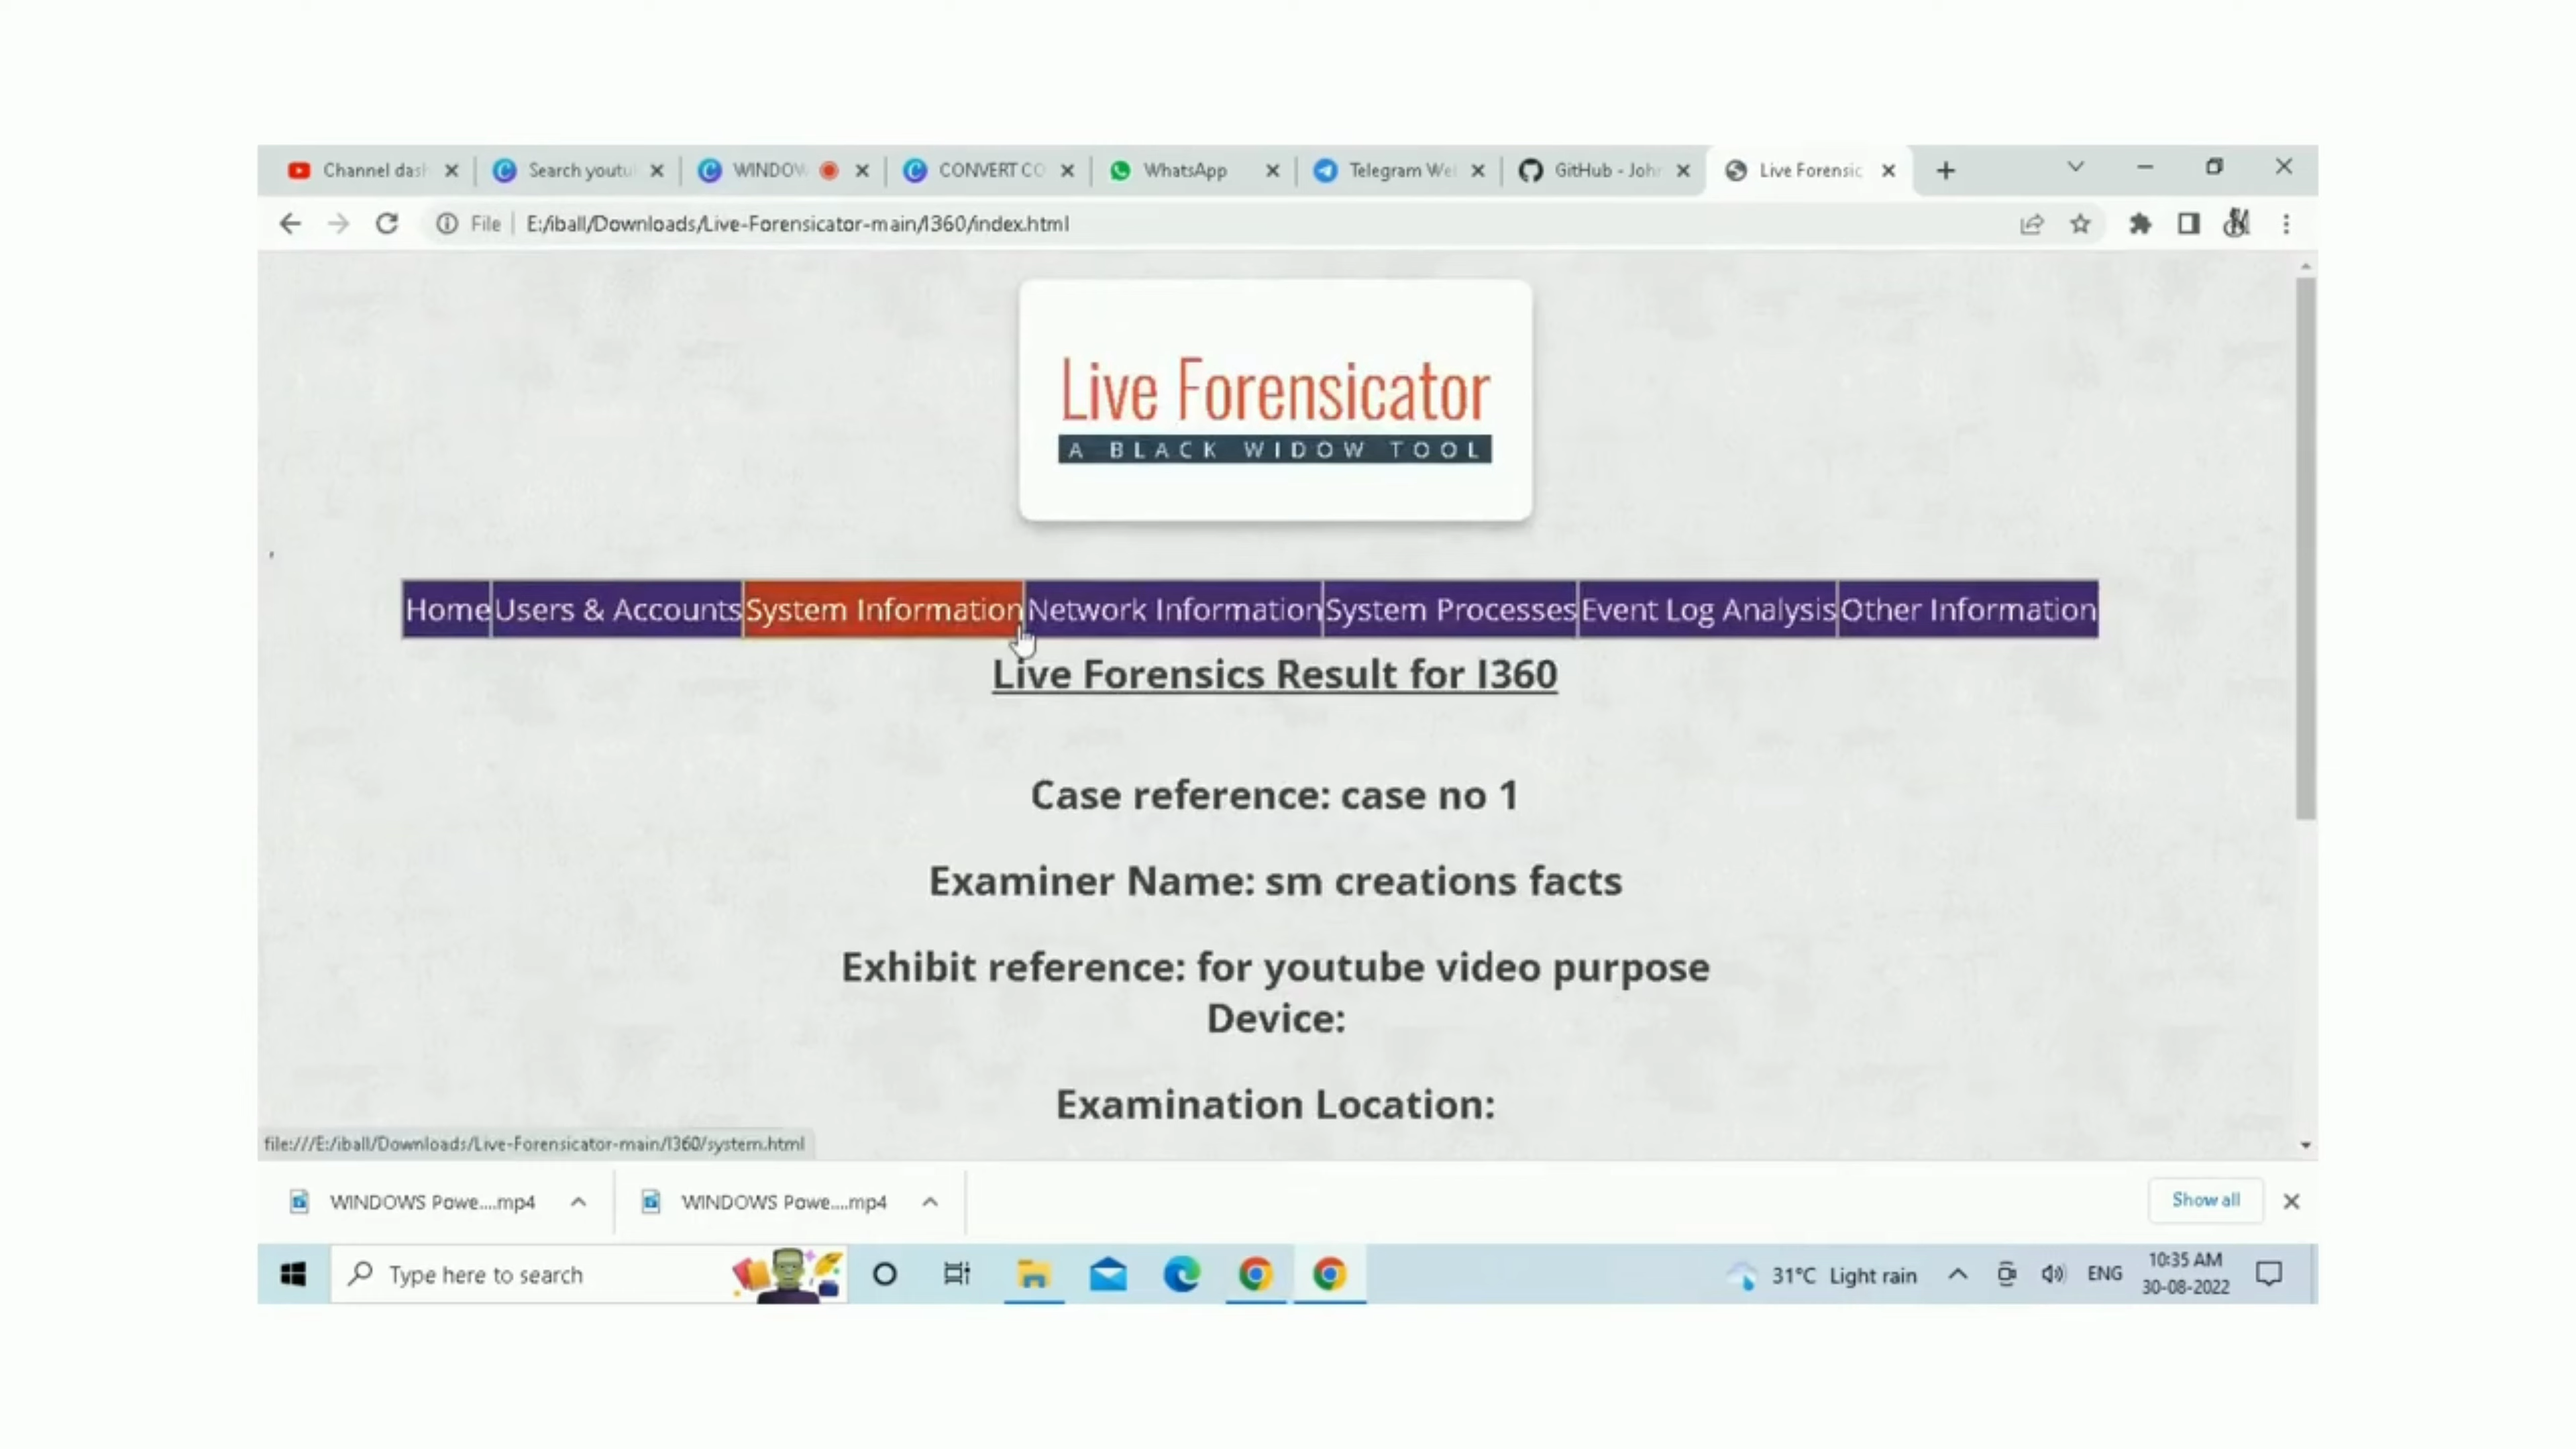 Channel dash
Search youtu
WINDOW
CONVERT CO
WhatsApp
Telegram We
GitHub - John
Live Forensic
File
E:/iball/Downloads/Live-Forensicator-main/I360/index.html
Live Forensicator
A BLACK WIDOW TOOL
Home Users & Accounts System Information Network Information System Processes Event Log Analysis Other Information
Live Forensics Result for I360
Case reference: case no 1
Examiner Name: sm creations facts
Exhibit reference: for youtube video purpose
Device:
Examination Location:
file:///E:/iball/Downloads/Live-Forensicator-main/I360/system.html
WINDOWS Powe....mp4
WINDOWS Powe....mp4
Show all
Type here to search
31°C Light rain
ENG
10:35 AM
30-08-2022